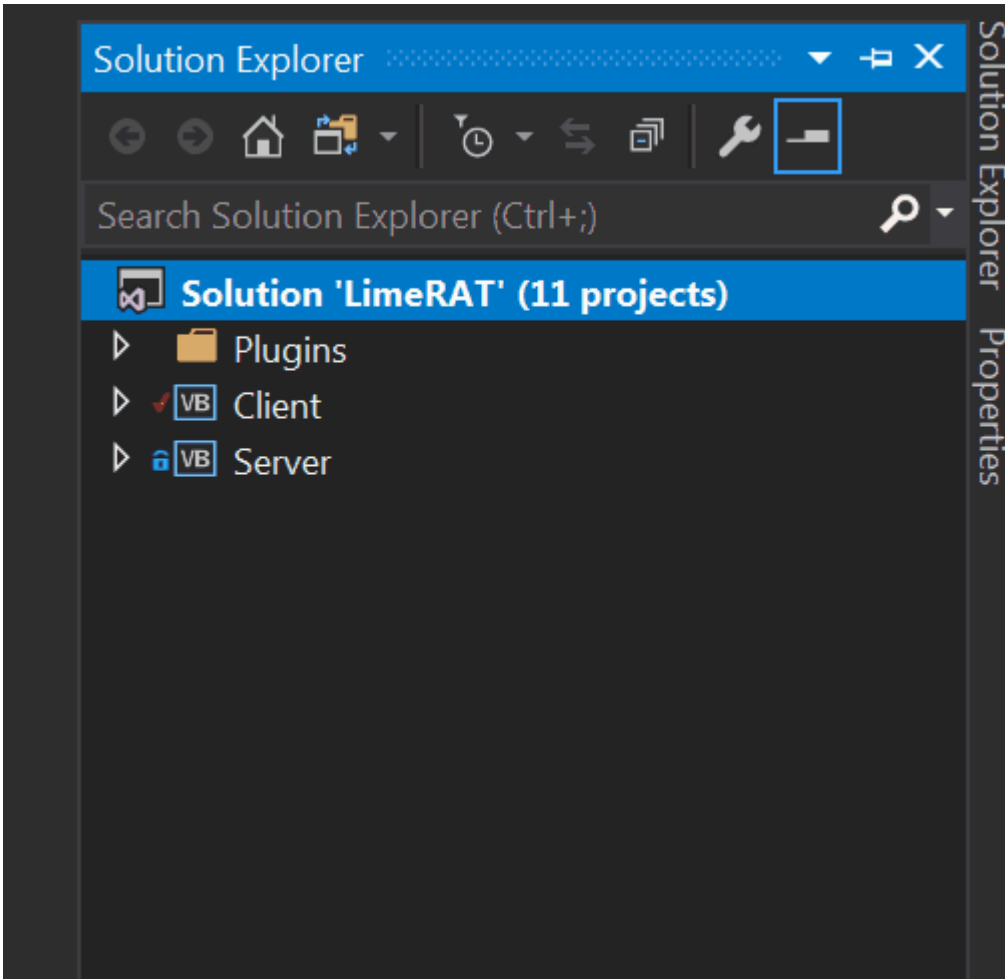 Solution Explorer
Search Solution Explorer (Ctrl+;)
Solution 'LimeRAT' (11 projects)
Plugins
VB Client
VB Server
Solution Explorer
Properties